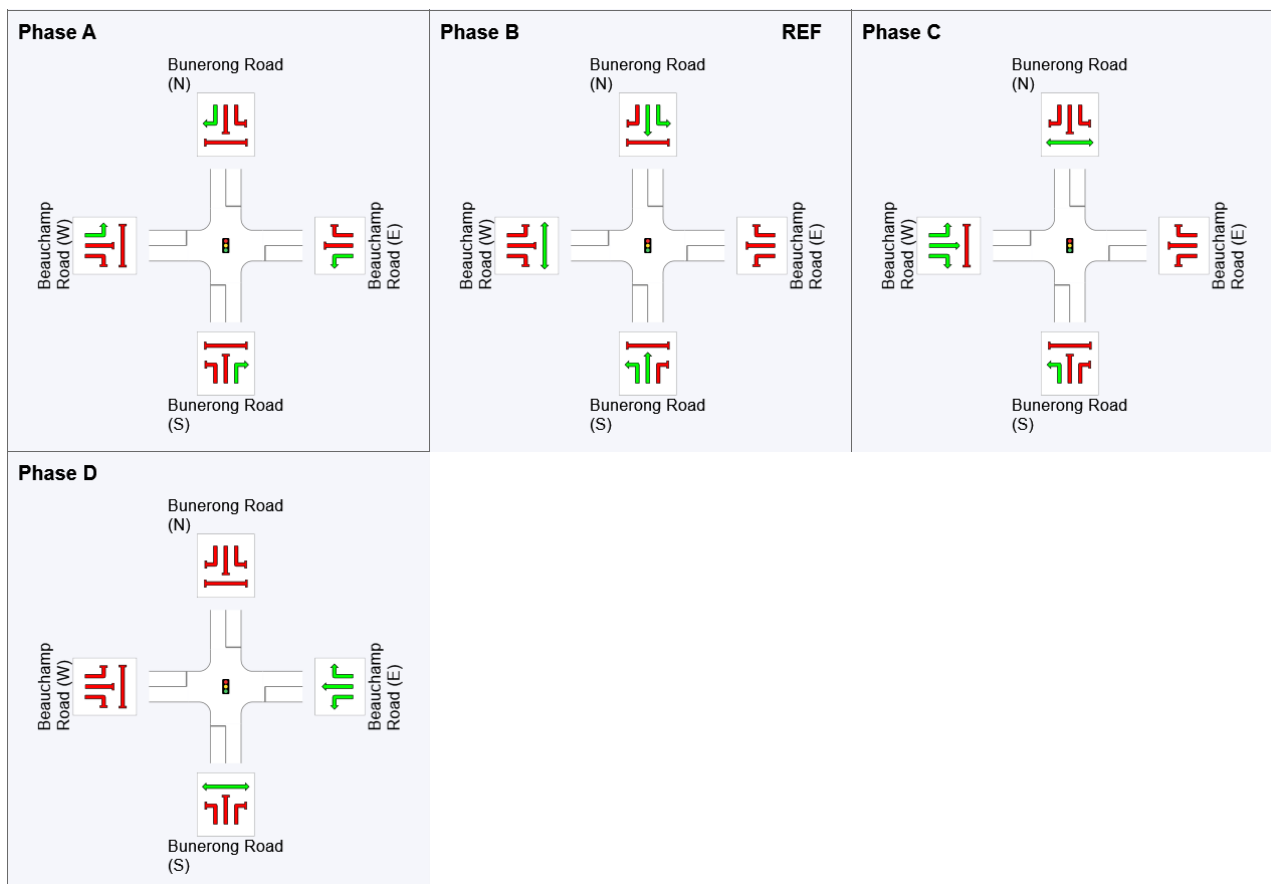 Phase A
Bunerong Road
(N)
Beauchamp
Road (W)
Beauchamp
Road (E)
Bunerong Road
(S)
Phase B
REF
Bunerong Road
(N)
Beauchamp
Road (W)
Beauchamp
Road (E)
Bunerong Road
(S)
Phase C
Bunerong Road
(N)
Beauchamp
Road (W)
Beauchamp
Road (E)
Bunerong Road
(S)
Phase D
Bunerong Road
(N)
Beauchamp
Road (W)
Beauchamp
Road (E)
Bunerong Road
(S)